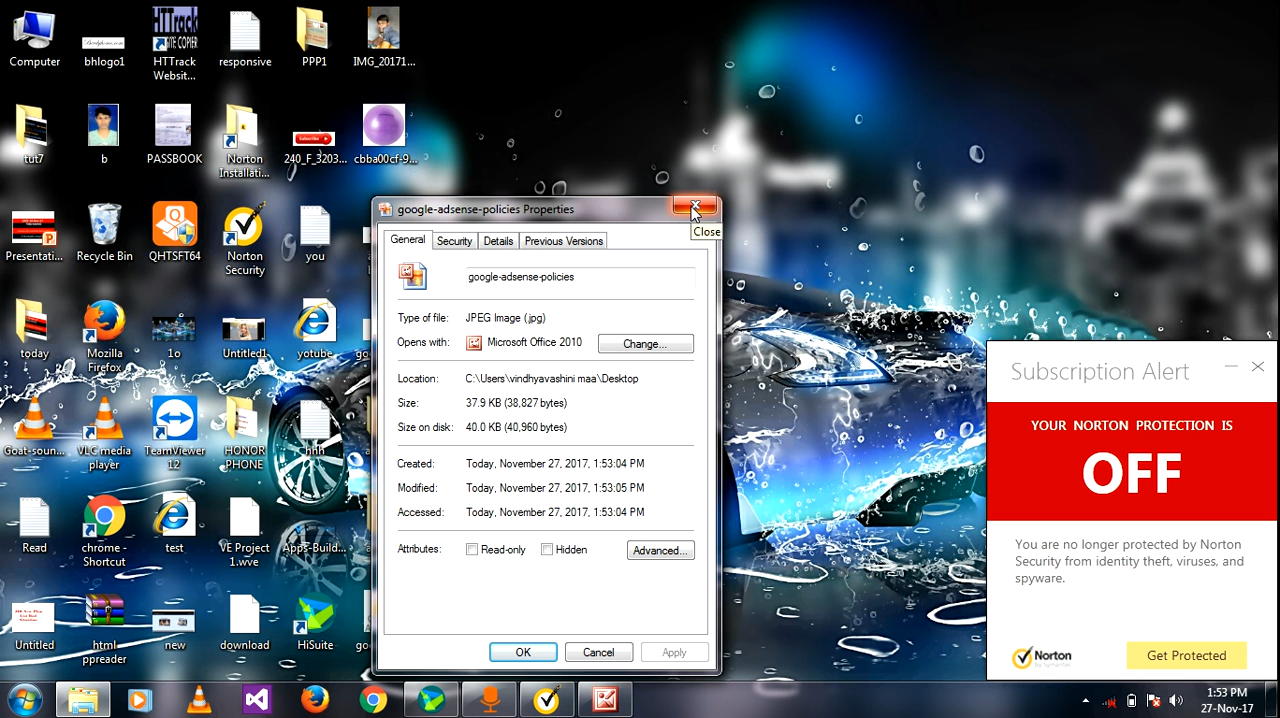 Computer
bhlogo1
HTTrack
Websit...
responsive
PPP1
IMG_20171...
tut7
b
PASSBOOK
Norton
Installati...
240_F_3203...
cbba00cf-9...
Presentati...
Recycle Bin
QHTSFT64
Norton
Security
you
today
Mozilla
Firefox
1o
Untitled1
yotube
Goat-soun...
VLC media
player
TeamViewer
12
HONOR
PHONE
hhh
Read
chrome -
Shortcut
test
VE Project
1.wve
Apps-Build...
Untitled
html
ppreader
new
download
HiSuite
google-adsense-policies Properties
Close
General
Security
Details
Previous Versions
google-adsense-policies
Type of file: JPEG Image (.jpg)
Opens with: Microsoft Office 2010 Change...
Location: C:\Users\vindhyavashini maa\Desktop
Size: 37.9 KB (38,827 bytes)
Size on disk: 40.0 KB (40,960 bytes)
Created: Today, November 27, 2017, 1:53:04 PM
Modified: Today, November 27, 2017, 1:53:05 PM
Accessed: Today, November 27, 2017, 1:53:04 PM
Attributes: Read-only Hidden Advanced...
OK Cancel Apply
Subscription Alert
YOUR NORTON PROTECTION IS
OFF
You are no longer protected by Norton
Security from identity theft, viruses, and
spyware.
Norton
Get Protected
1:53 PM
27-Nov-17